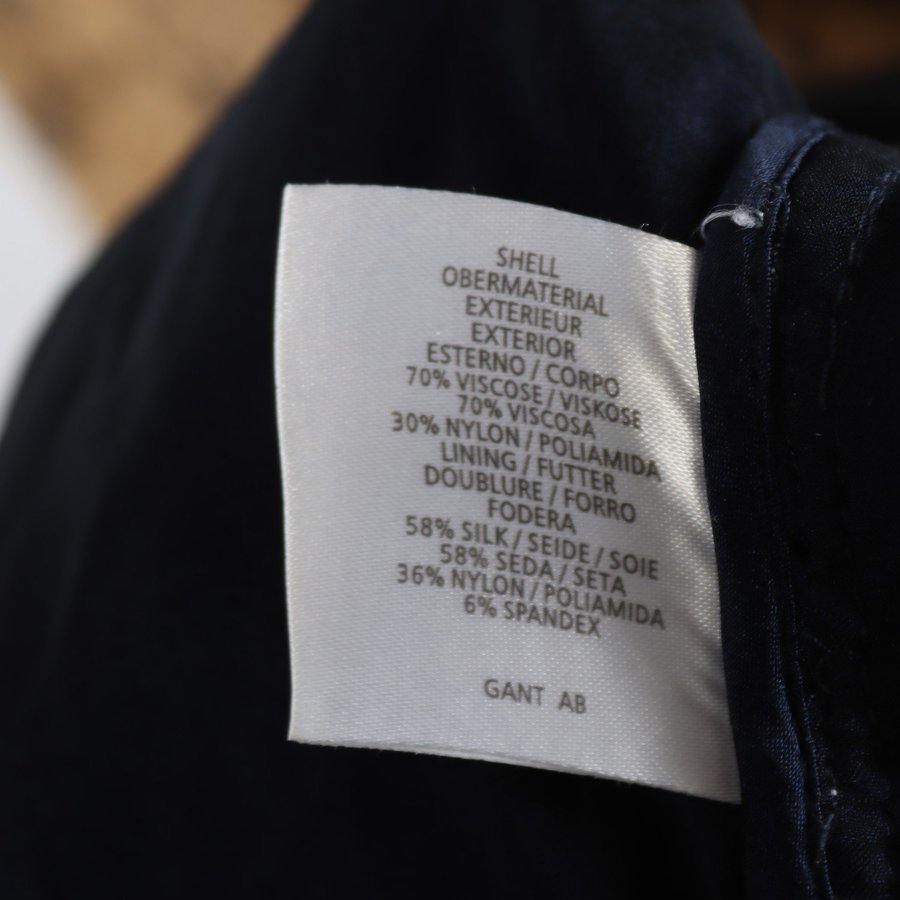 SHELL
OBERMATERIAL
EXTERIEUR
EXTERIOR
ESTERNO / CORPO
70% VISCOSE / VISKOSE
70% VISCOSA
30% NYLON / POLIAMIDA
LINING / FUTTER
DOUBLURE / FORRO
FODERA
58% SILK / SEIDE / SOIE
58% SEDA / SETA
36% NYLON / POLIAMIDA
6% SPANDEX
GANT AB